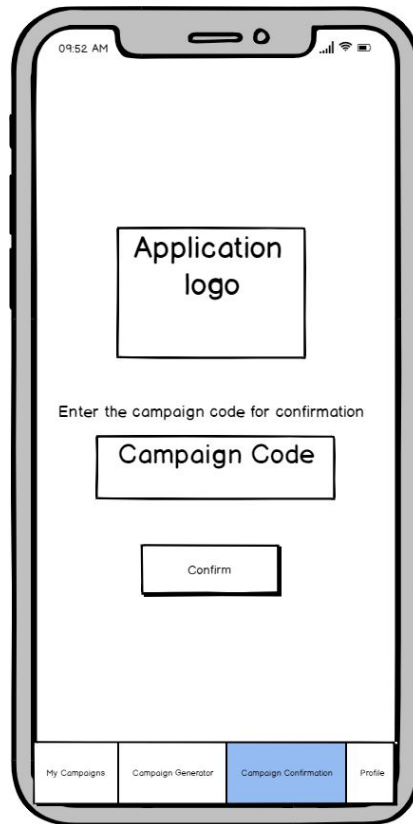 09:52 AM
Application
logo
Enter the campaign code for confirmation
Campaign Code
Confirm
My Campaigns
Campaign Generator
Campaign Confirmation
Profile